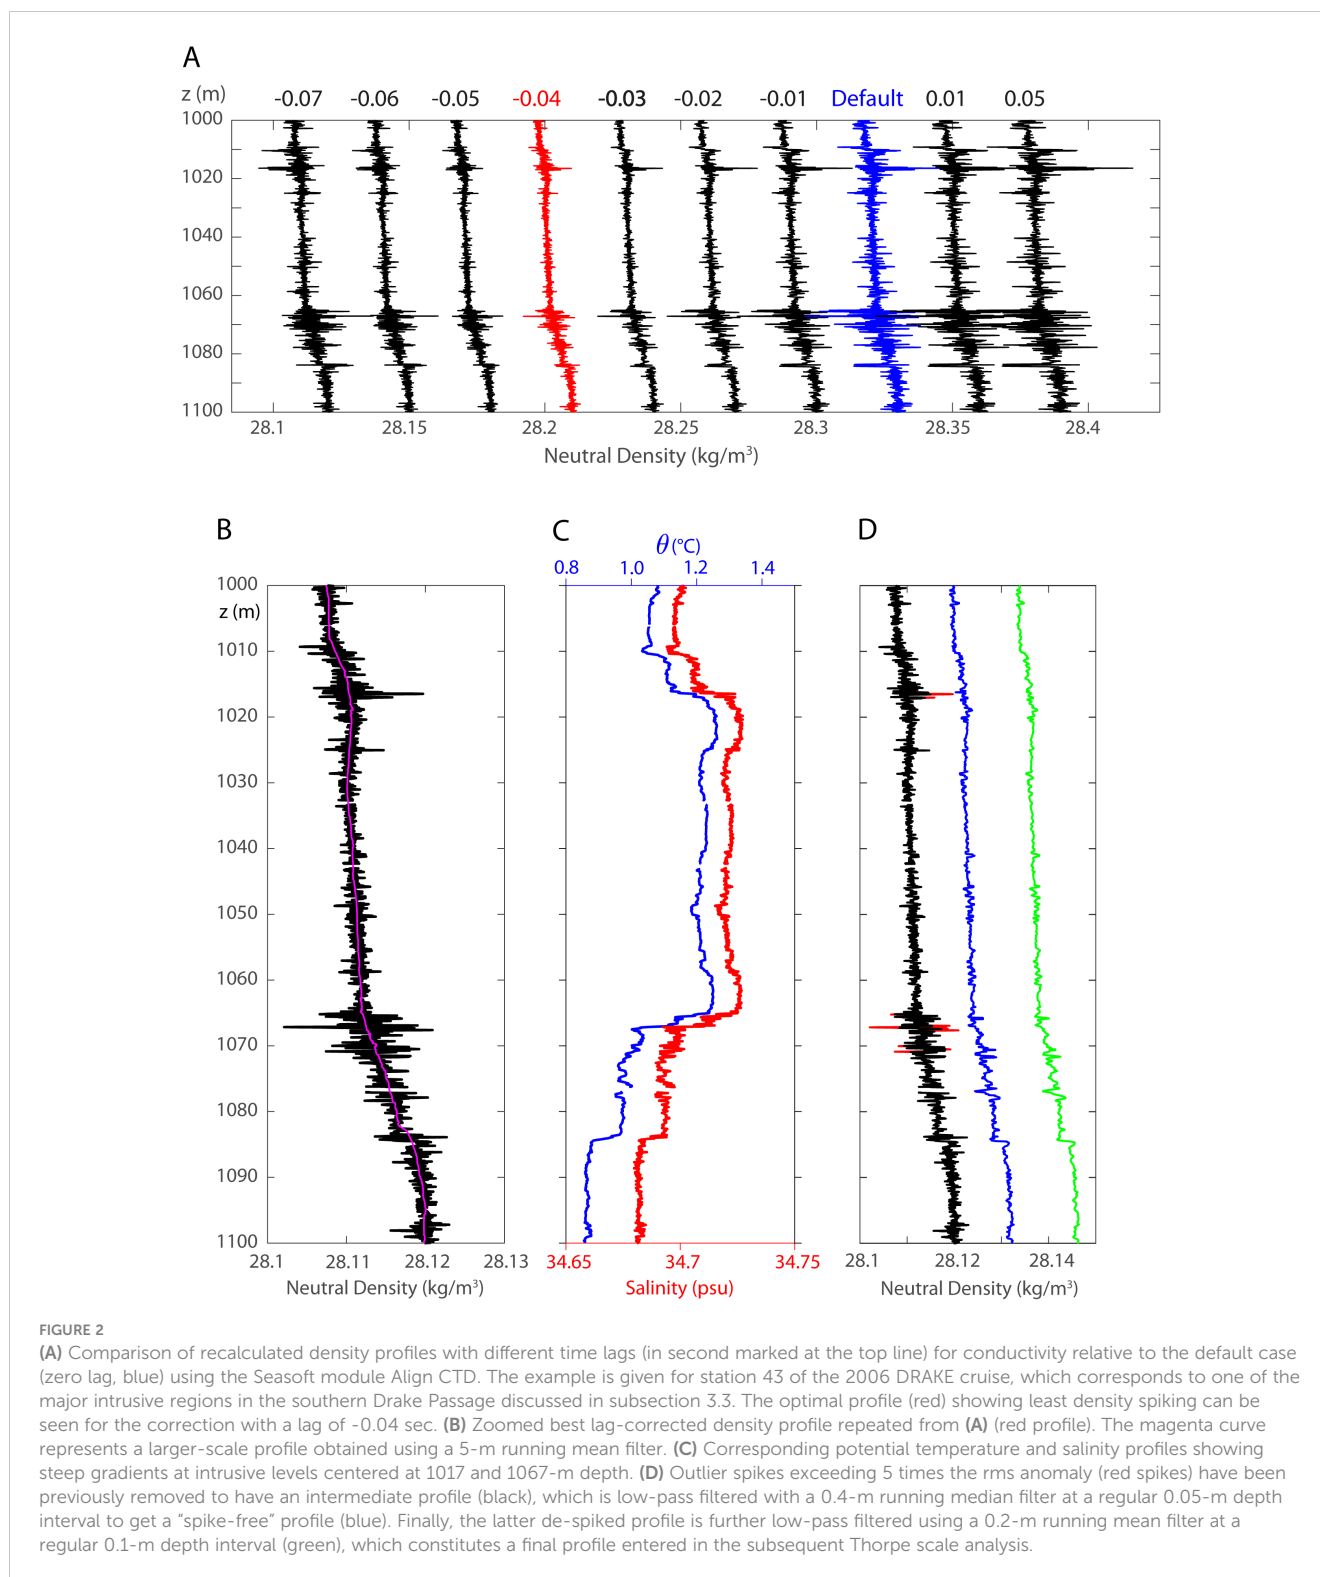 A
z (m) -0.07 -0.06 -0.05 -0.04 -0.03 -0.02 -0.01 Default 0.01 0.05
1000
1020
1040
1060
1080
1100
28.1 28.15 28.2 28.25 28.3 28.35 28.4
Neutral Density (kg/m³)
B
1000
z (m)
1010
1020
1030
1040
1050
1060
1070
1080
1090
1100
28.1 28.11 28.12 28.13
Neutral Density (kg/m³)
C
θ (°C)
0.8 1.0 1.2 1.4
34.65 34.7 34.75
Salinity (psu)
D
28.1 28.12 28.14
Neutral Density (kg/m³)
FIGURE 2
(A) Comparison of recalculated density profiles with different time lags (in second marked at the top line) for conductivity relative to the default case
(zero lag, blue) using the Seasoft module Align CTD. The example is given for station 43 of the 2006 DRAKE cruise, which corresponds to one of the
major intrusive regions in the southern Drake Passage discussed in subsection 3.3. The optimal profile (red) showing least density spiking can be
seen for the correction with a lag of -0.04 sec. (B) Zoomed best lag-corrected density profile repeated from (A) (red profile). The magenta curve
represents a larger-scale profile obtained using a 5-m running mean filter. (C) Corresponding potential temperature and salinity profiles showing
steep gradients at intrusive levels centered at 1017 and 1067-m depth. (D) Outlier spikes exceeding 5 times the rms anomaly (red spikes) have been
previously removed to have an intermediate profile (black), which is low-pass filtered with a 0.4-m running median filter at a regular 0.05-m depth
interval to get a “spike-free” profile (blue). Finally, the latter de-spiked profile is further low-pass filtered using a 0.2-m running mean filter at a
regular 0.1-m depth interval (green), which constitutes a final profile entered in the subsequent Thorpe scale analysis.